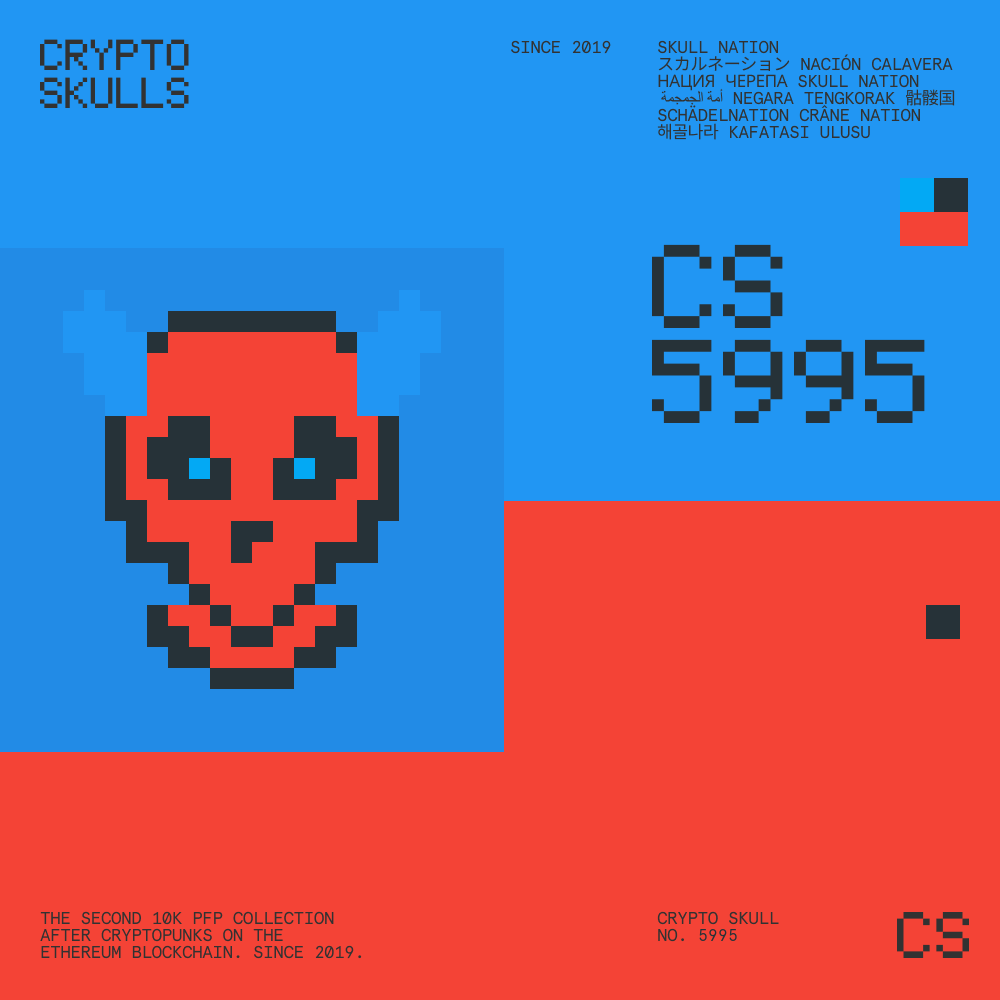 CRYPTO
SKULLS
SINCE 2019
SKULL NATION
スカルネーション NACIÓN CALAVERA
НАЦИЯ ЧЕРЕПА SKULL NATION
أمة الجمجمة NEGARA TENGKORAK 骷髅国
SCHÄDELNATION CRÂNE NATION
해골나라 KAFATASI ULUSU
CS
5995
THE SECOND 10K PFP COLLECTION
AFTER CRYPTOPUNKS ON THE
ETHEREUM BLOCKCHAIN. SINCE 2019.
CRYPTO SKULL
NO. 5995
CS